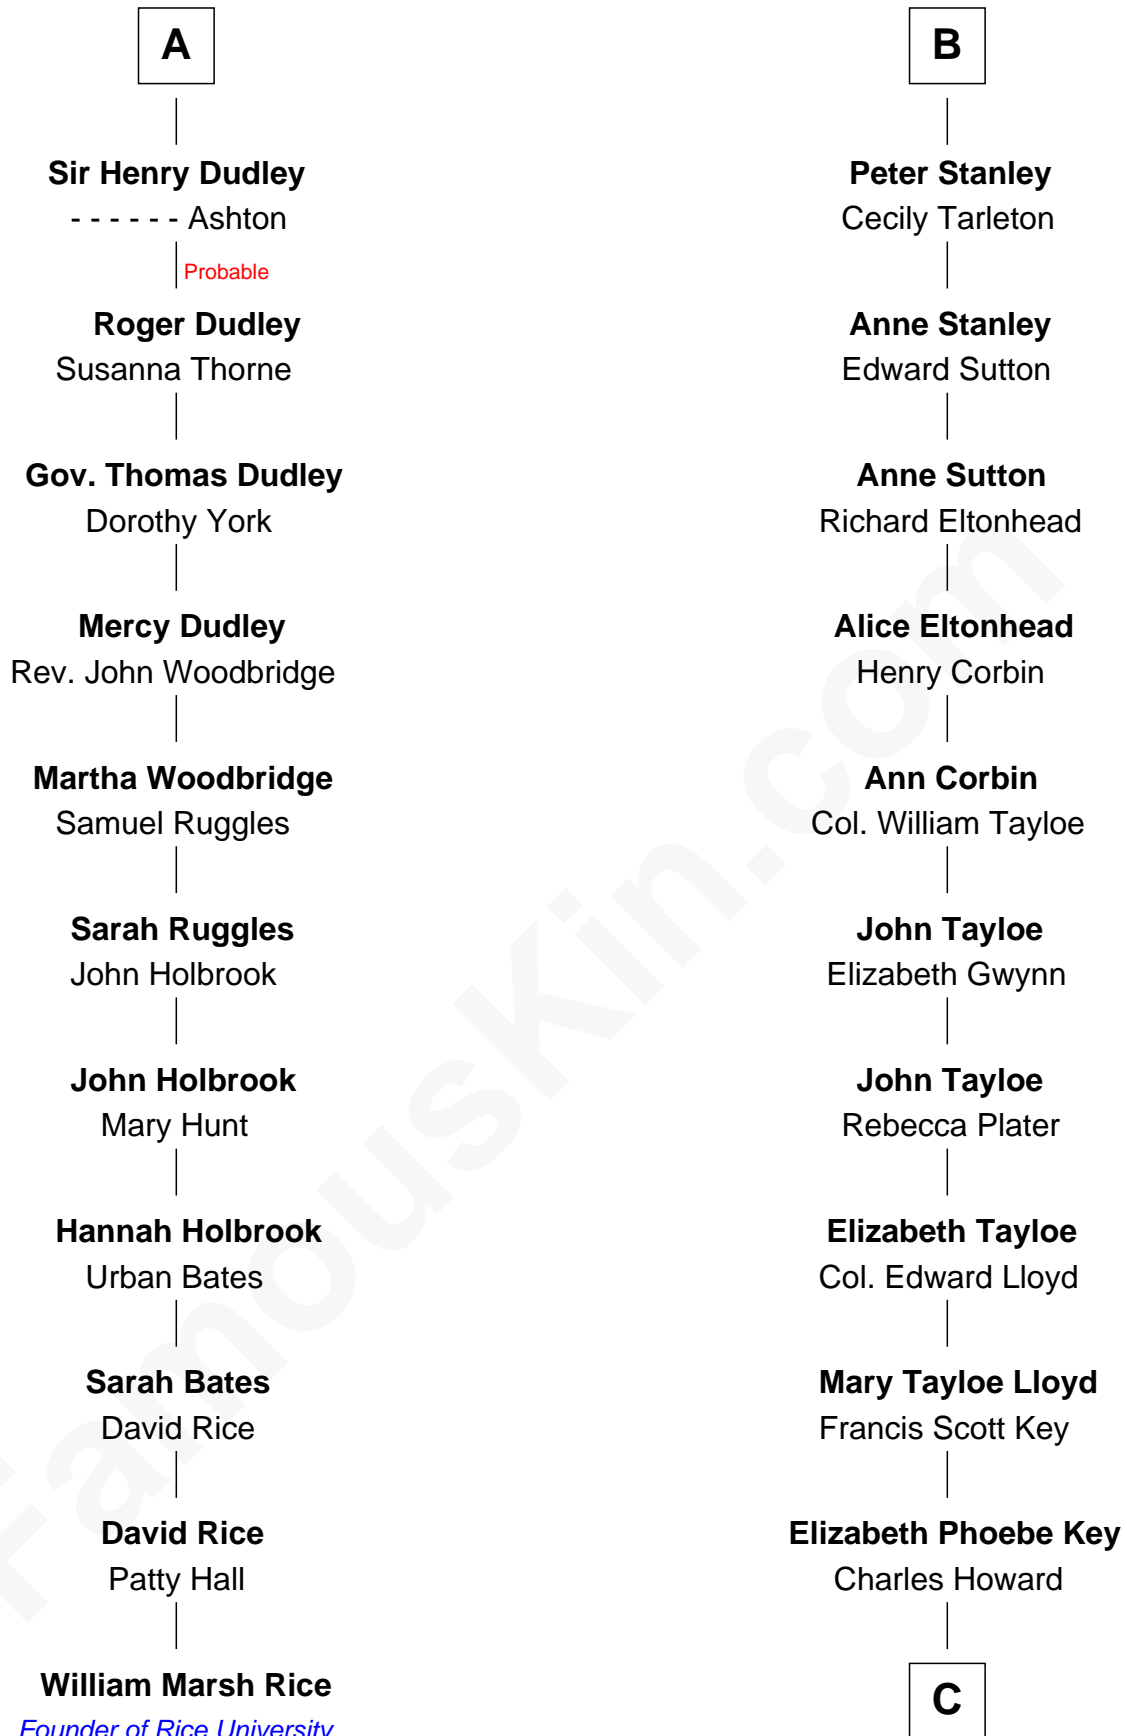 A
Sir Henry Dudley
- - - - - - Ashton
Probable
Roger Dudley
Susanna Thorne
Gov. Thomas Dudley
Dorothy York
Mercy Dudley
Rev. John Woodbridge
Martha Woodbridge
Samuel Ruggles
Sarah Ruggles
John Holbrook
John Holbrook
Mary Hunt
Hannah Holbrook
Urban Bates
Sarah Bates
David Rice
David Rice
Patty Hall
William Marsh Rice
Founder of Rice University
B
Peter Stanley
Cecily Tarleton
Anne Stanley
Edward Sutton
Anne Sutton
Richard Eltonhead
Alice Eltonhead
Henry Corbin
Ann Corbin
Col. William Tayloe
John Tayloe
Elizabeth Gwynn
John Tayloe
Rebecca Plater
Elizabeth Tayloe
Col. Edward Lloyd
Mary Tayloe Lloyd
Francis Scott Key
Elizabeth Phoebe Key
Charles Howard
C
FamousKin.com